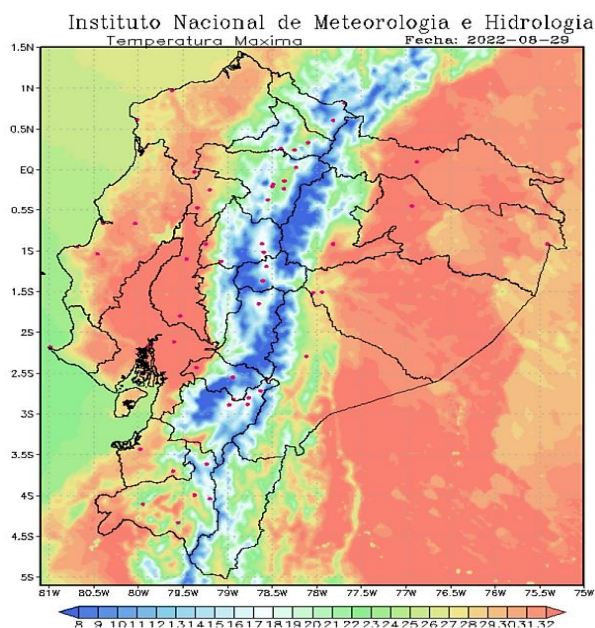 Instituto Nacional de Meteorologia e Hidrologia
Temperatura Maxima Fecha: 2022-08-29
1.5N
1N
0.5N
EQ
0.5S
1S
1.5S
2S
2.5S
3S
3.5S
4S
4.5S
5S
81W 80.5W 80W 79.5W 79W 78.5W 78W 77.5W 77W 76.5W 76W 75.5W 75W
8 9 10 11 12 13 14 15 16 17 18 19 20 21 22 23 24 25 26 27 28 29 30 31 32